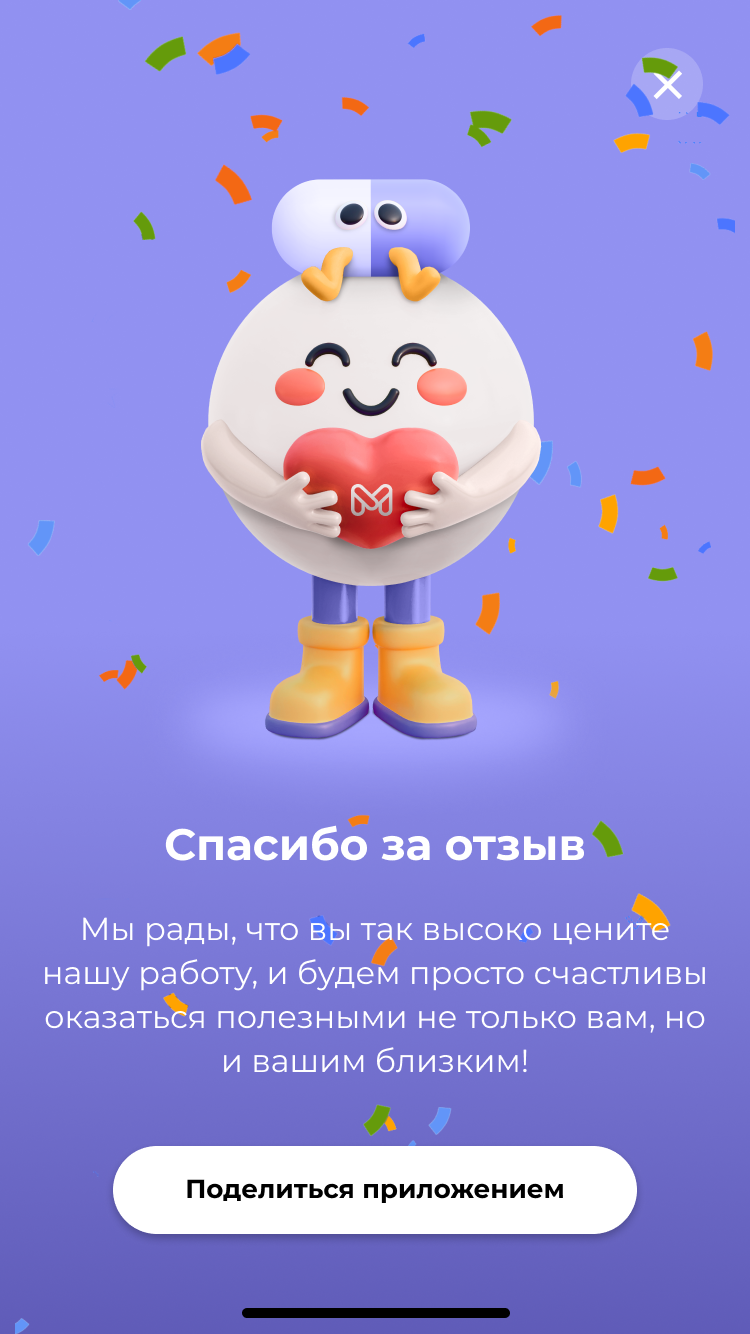 Спасибо за отзыв
Мы рады, что вы так высоко цените
нашу работу, и будем просто счастливы
оказаться полезными не только вам, но
и вашим близким!
Поделиться приложением